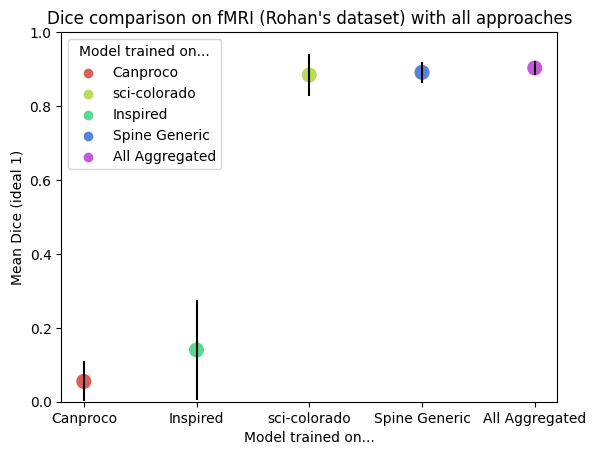 Dice comparison on fMRI (Rohan's dataset) with all approaches
Model trained on...
Canproco
sci-colorado
Inspired
Spine Generic
All Aggregated
Mean Dice (ideal 1)
1.0
0.8
0.6
0.4
0.2
0.0
Canproco Inspired sci-colorado Spine Generic All Aggregated
Model trained on...